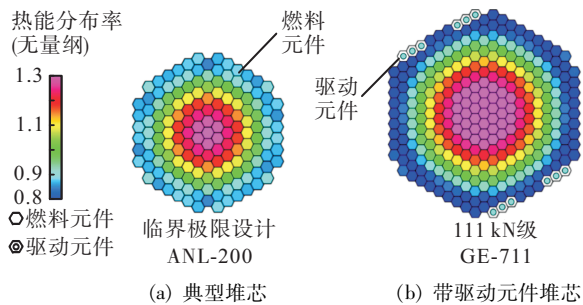 热能分布率
(无量纲)
1.3
1.1
0.9
0.8
燃料元件
驱动元件
燃料
元件
驱动
元件
临界极限设计
ANL-200
(a) 典型堆芯
111 kN级
GE-711
(b) 带驱动元件堆芯